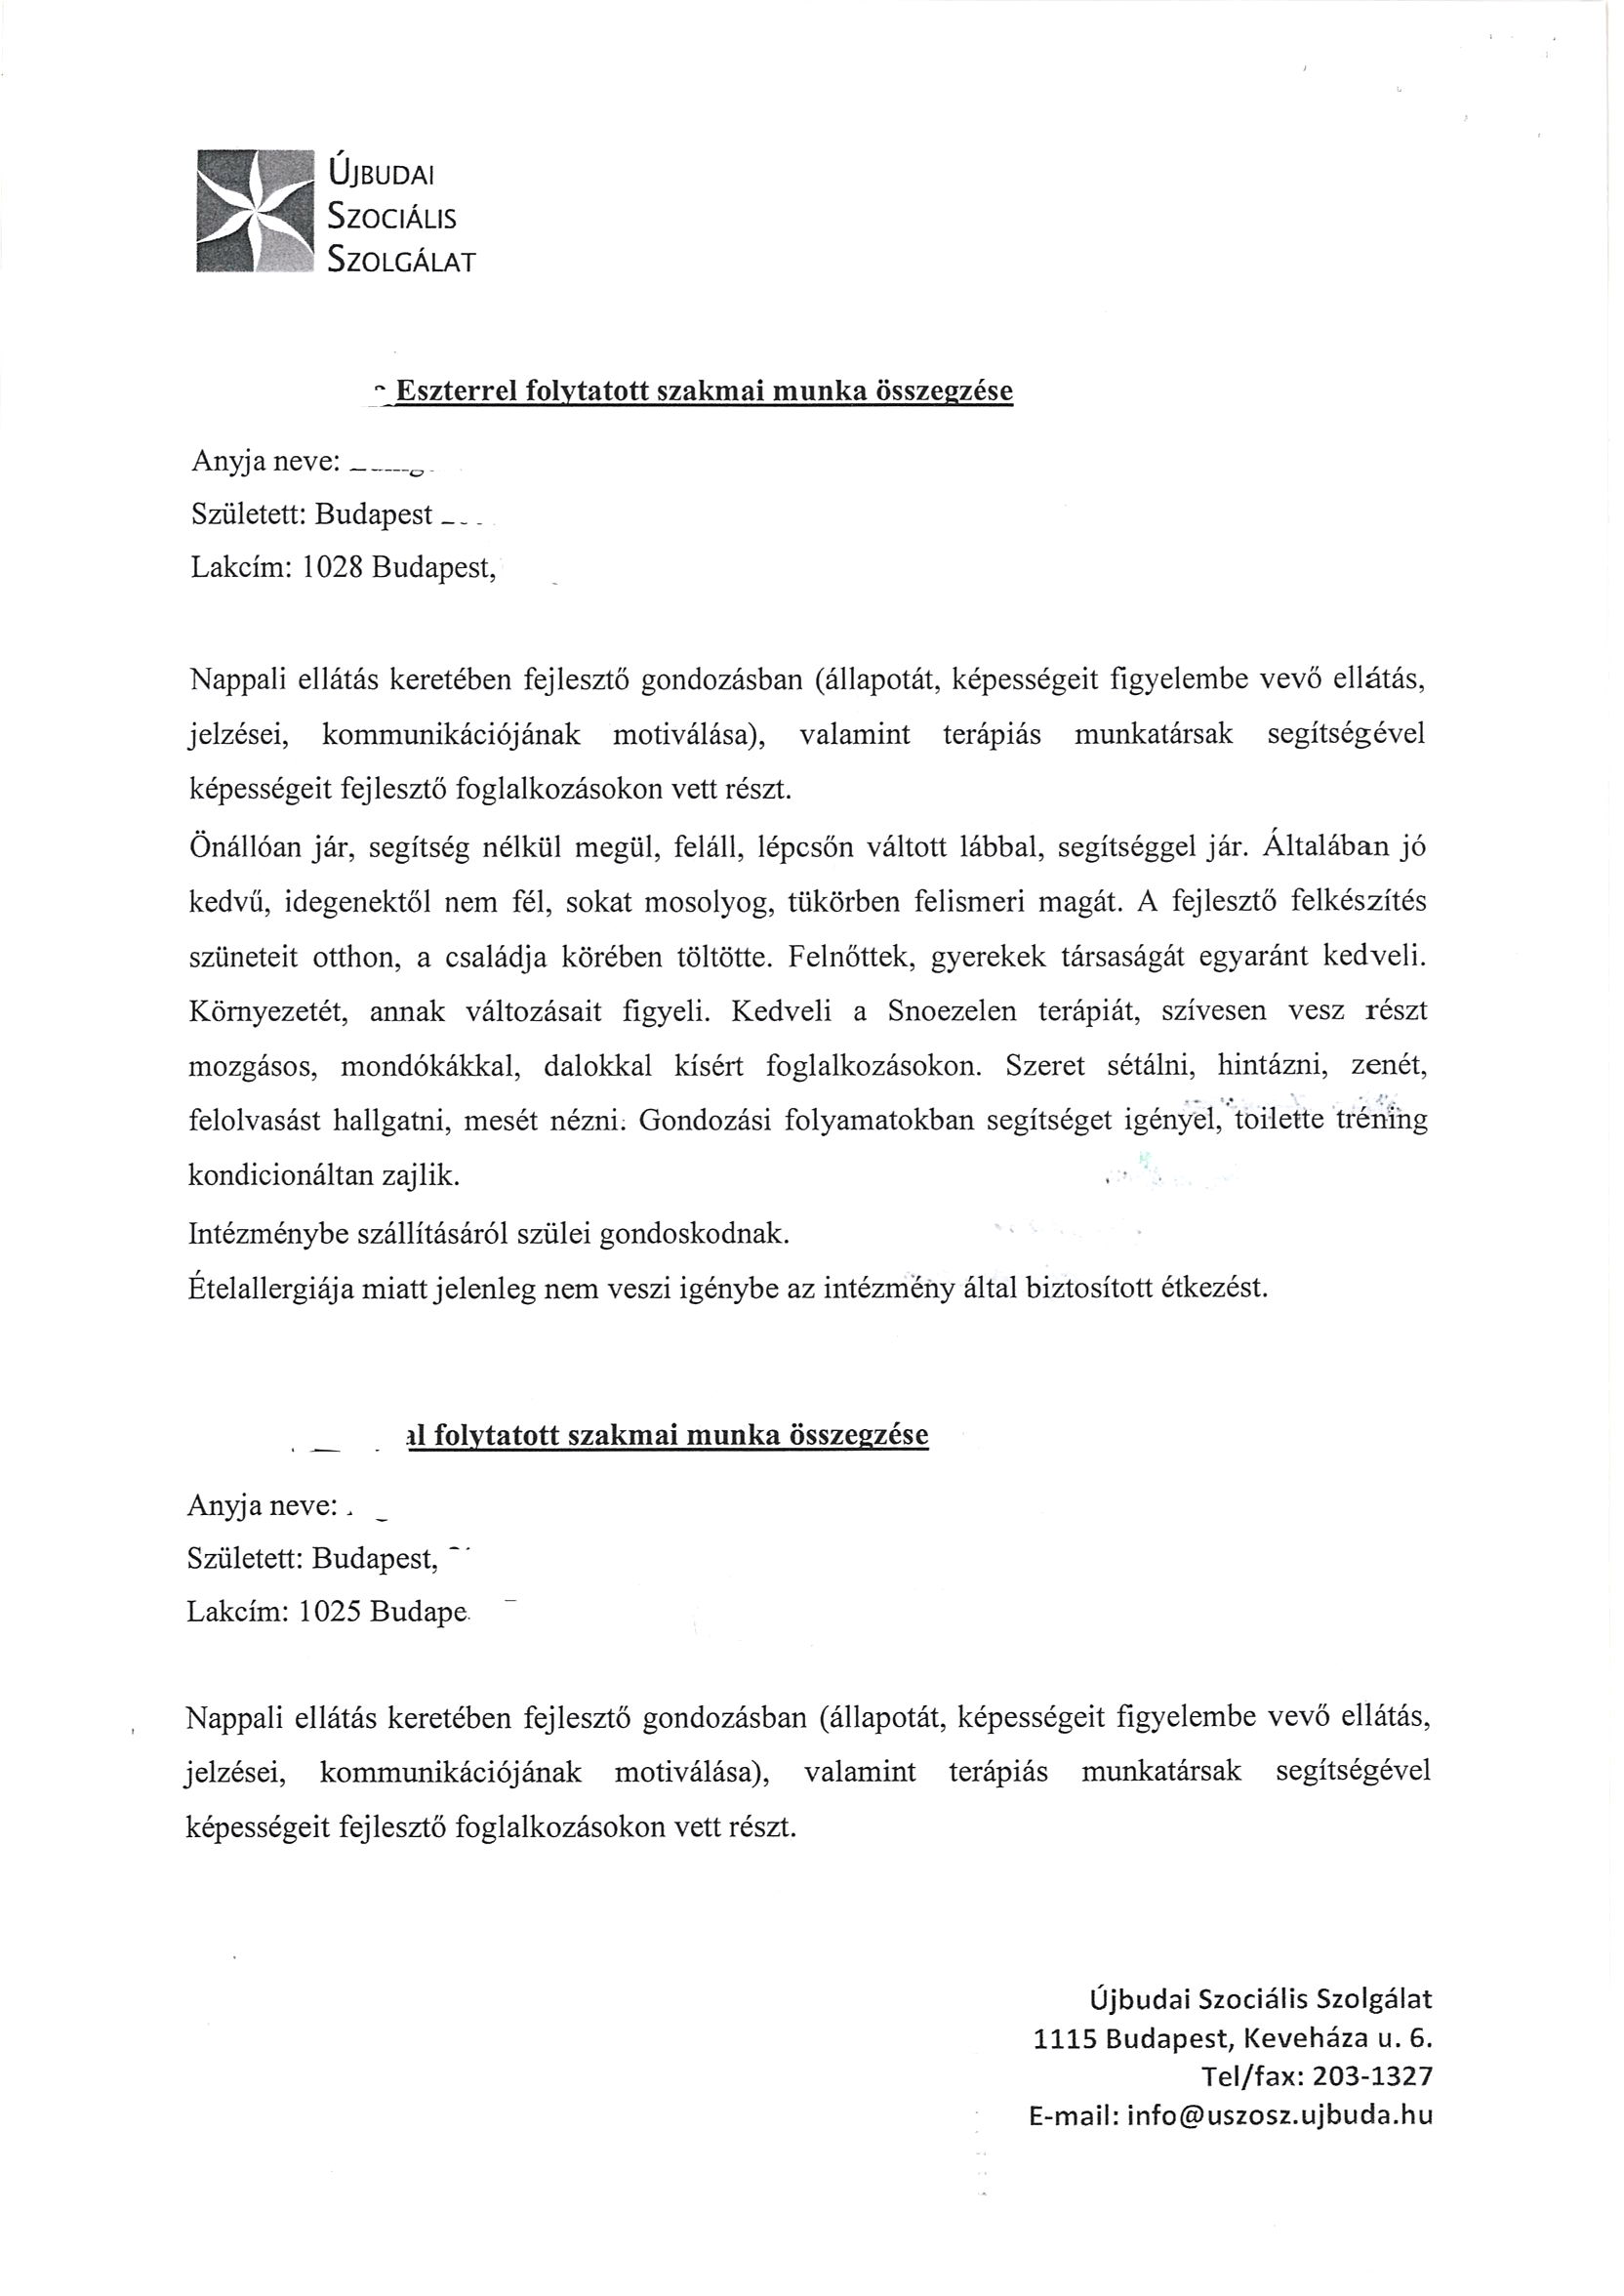 ÚJBUDAI
SZOCIÁLIS
SZOLGÁLAT
Eszterrel folytatott szakmai munka összegzése
Anyja neve:
Született: Budapest
Lakcím: 1028 Budapest,
Nappali ellátás keretében fejlesztő gondozásban (állapotát, képességeit figyelembe vevő ellátás,
jelzései, kommunikációjának motiválása), valamint terápiás munkatársak segítségével
képességeit fejlesztő foglalkozásokon vett részt.
Önállóan jár, segítség nélkül megül, feláll, lépcsőn váltott lábbal, segítséggel jár. Általában jó
kedvű, idegenektől nem fél, sokat mosolyog, tükörben felismeri magát. A fejlesztő felkészítés
szüneteit otthon, a családja körében töltötte. Felnőttek, gyerekek társaságát egyaránt kedveli.
Környezetét, annak változásait figyeli. Kedveli a Snoezelen terápiát, szívesen vesz részt
mozgásos, mondókákkal, dalokkal kísért foglalkozásokon. Szeret sétálni, hintázni, zenét,
felolvasást hallgatni, mesét nézni. Gondozási folyamatokban segítséget igényel, toilette tréning
kondicionáltan zajlik.
Intézménybe szállításáról szülei gondoskodnak.
Ételallergiája miatt jelenleg nem veszi igénybe az intézmény által biztosított étkezést.
al folytatott szakmai munka összegzése
Anyja neve:
Született: Budapest,
Lakcím: 1025 Budape
Nappali ellátás keretében fejlesztő gondozásban (állapotát, képességeit figyelembe vevő ellátás,
jelzései, kommunikációjának motiválása), valamint terápiás munkatársak segítségével
képességeit fejlesztő foglalkozásokon vett részt.
Újbudai Szociális Szolgálat
1115 Budapest, Keveháza u. 6.
Tel/fax: 203-1327
E-mail: info@uszosz.ujbuda.hu